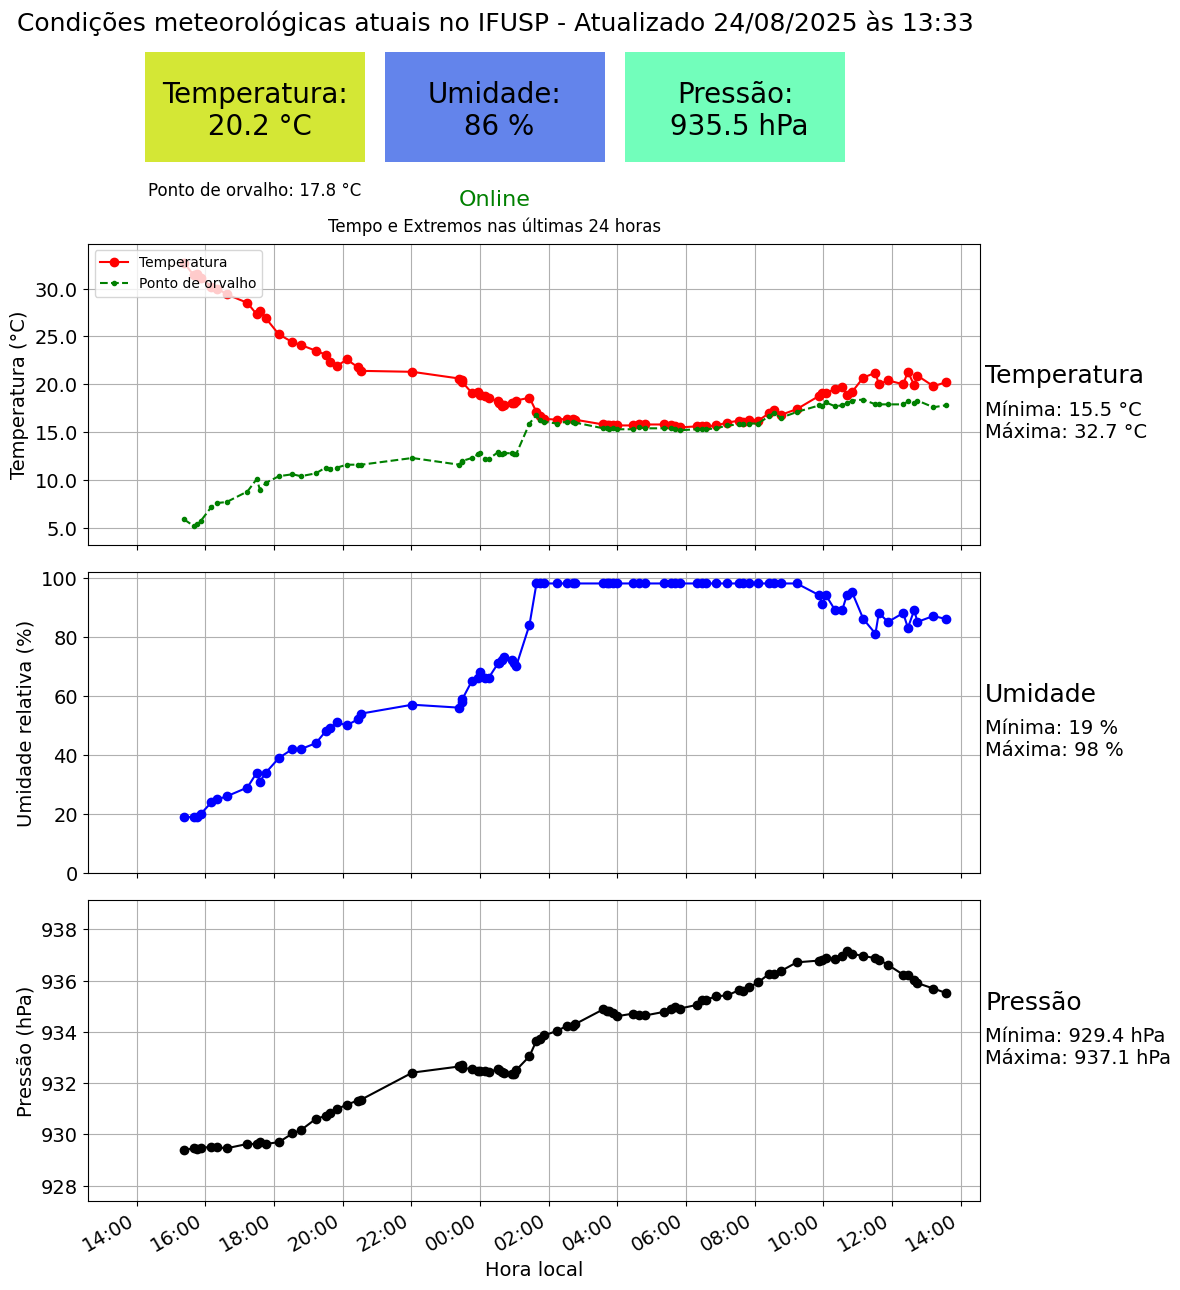 Condições meteorológicas atuais no IFUSP - Atualizado 24/08/2025 às 13:33
Temperatura:
20.2 °C
Umidade:
86 %
Pressão:
935.5 hPa
Ponto de orvalho: 17.8 °C
Online
Tempo e Extremos nas últimas 24 horas
Temperatura
Ponto de orvalho
Temperatura (°C)
30.0
25.0
20.0
15.0
10.0
5.0
Temperatura
Mínima: 15.5 °C
Máxima: 32.7 °C
Umidade relativa (%)
100
80
60
40
20
0
Umidade
Mínima: 19 %
Máxima: 98 %
Pressão (hPa)
938
936
934
932
930
928
Pressão
Mínima: 929.4 hPa
Máxima: 937.1 hPa
14:00 16:00 18:00 20:00 22:00 00:00 02:00 04:00 06:00 08:00 10:00 12:00 14:00
Hora local